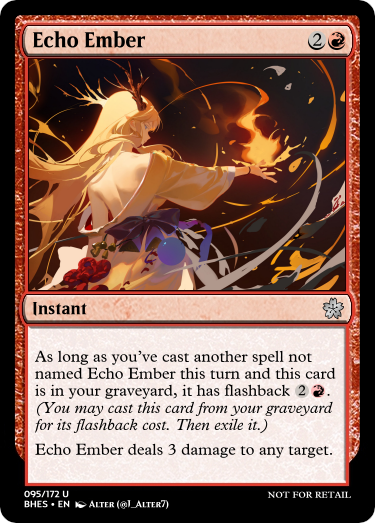 Echo Ember 2
Instant
As long as you've cast another spell not
named Echo Ember this turn and this card
is in your graveyard, it has flashback 2 .
(You may cast this card from your graveyard
for its flashback cost. Then exile it.)
Echo Ember deals 3 damage to any target.
095/172 U
NOT FOR RETAIL
BHES • EN ALTER (@J_ALTER7)